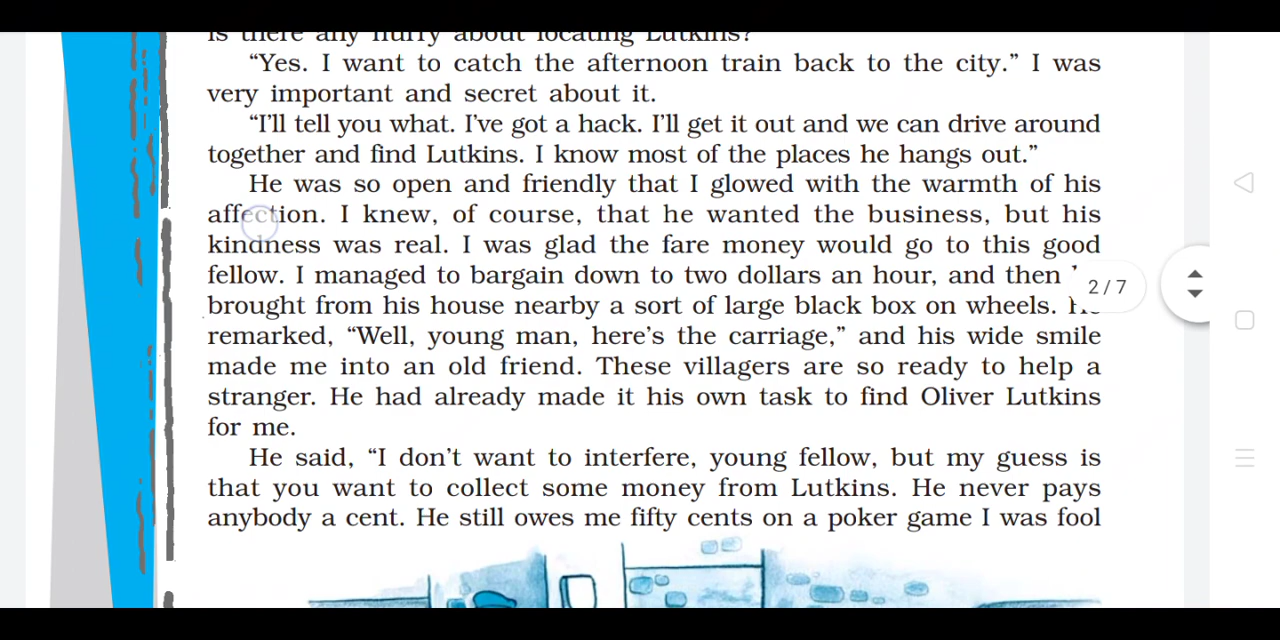 is there any hurry about locating Lutkins?
“Yes. I want to catch the afternoon train back to the city.” I was
very important and secret about it.
“I’ll tell you what. I’ve got a hack. I’ll get it out and we can drive around
together and find Lutkins. I know most of the places he hangs out.”
He was so open and friendly that I glowed with the warmth of his
affection. I knew, of course, that he wanted the business, but his
kindness was real. I was glad the fare money would go to this good
fellow. I managed to bargain down to two dollars an hour, and then
brought from his house nearby a sort of large black box on wheels. He
remarked, “Well, young man, here’s the carriage,” and his wide smile
made me into an old friend. These villagers are so ready to help a
stranger. He had already made it his own task to find Oliver Lutkins
for me.
He said, “I don’t want to interfere, young fellow, but my guess is
that you want to collect some money from Lutkins. He never pays
anybody a cent. He still owes me fifty cents on a poker game I was fool
2/7